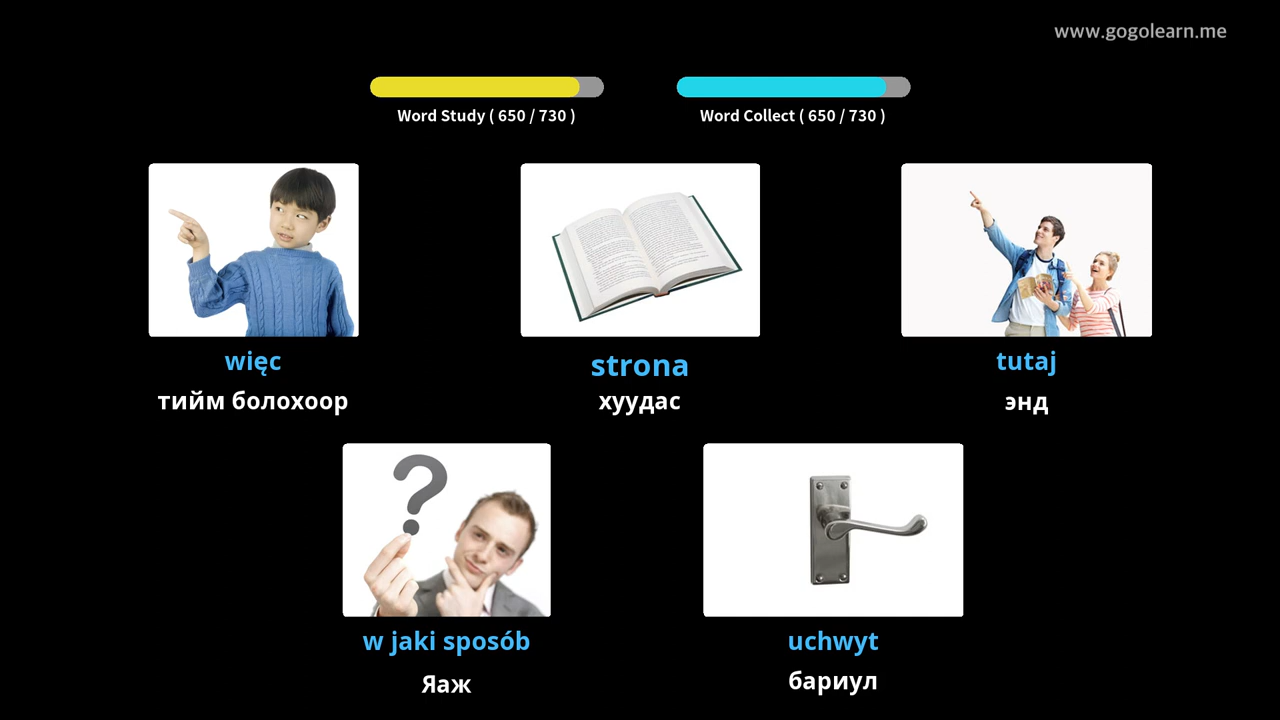 www.gogolearn.me
Word Study ( 650 / 730 )
Word Collect ( 650 / 730 )
więc
тийм болохоор
strona
хуудас
tutaj
энд
w jaki sposób
Яаж
uchwyt
бариул